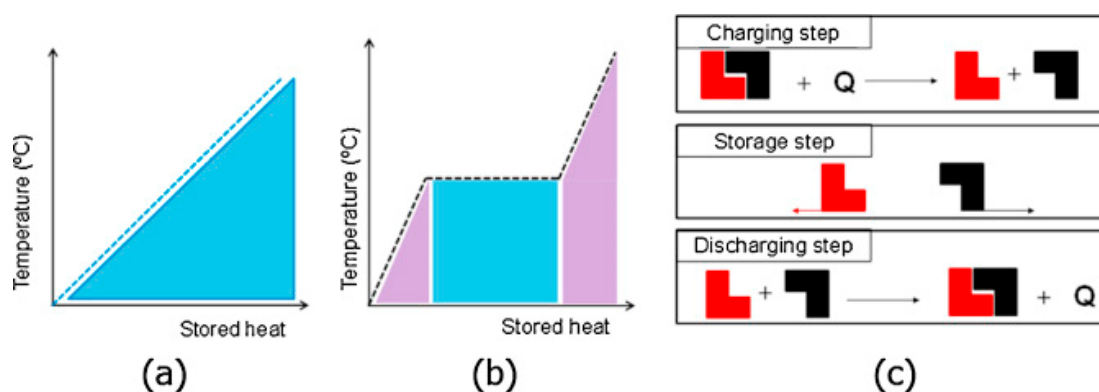 Temperature (ºC)
Stored heat
(a)
Temperature (ºC)
Stored heat
(b)
Charging step
+ Q +
Storage step
Discharging step
+ + Q
(c)